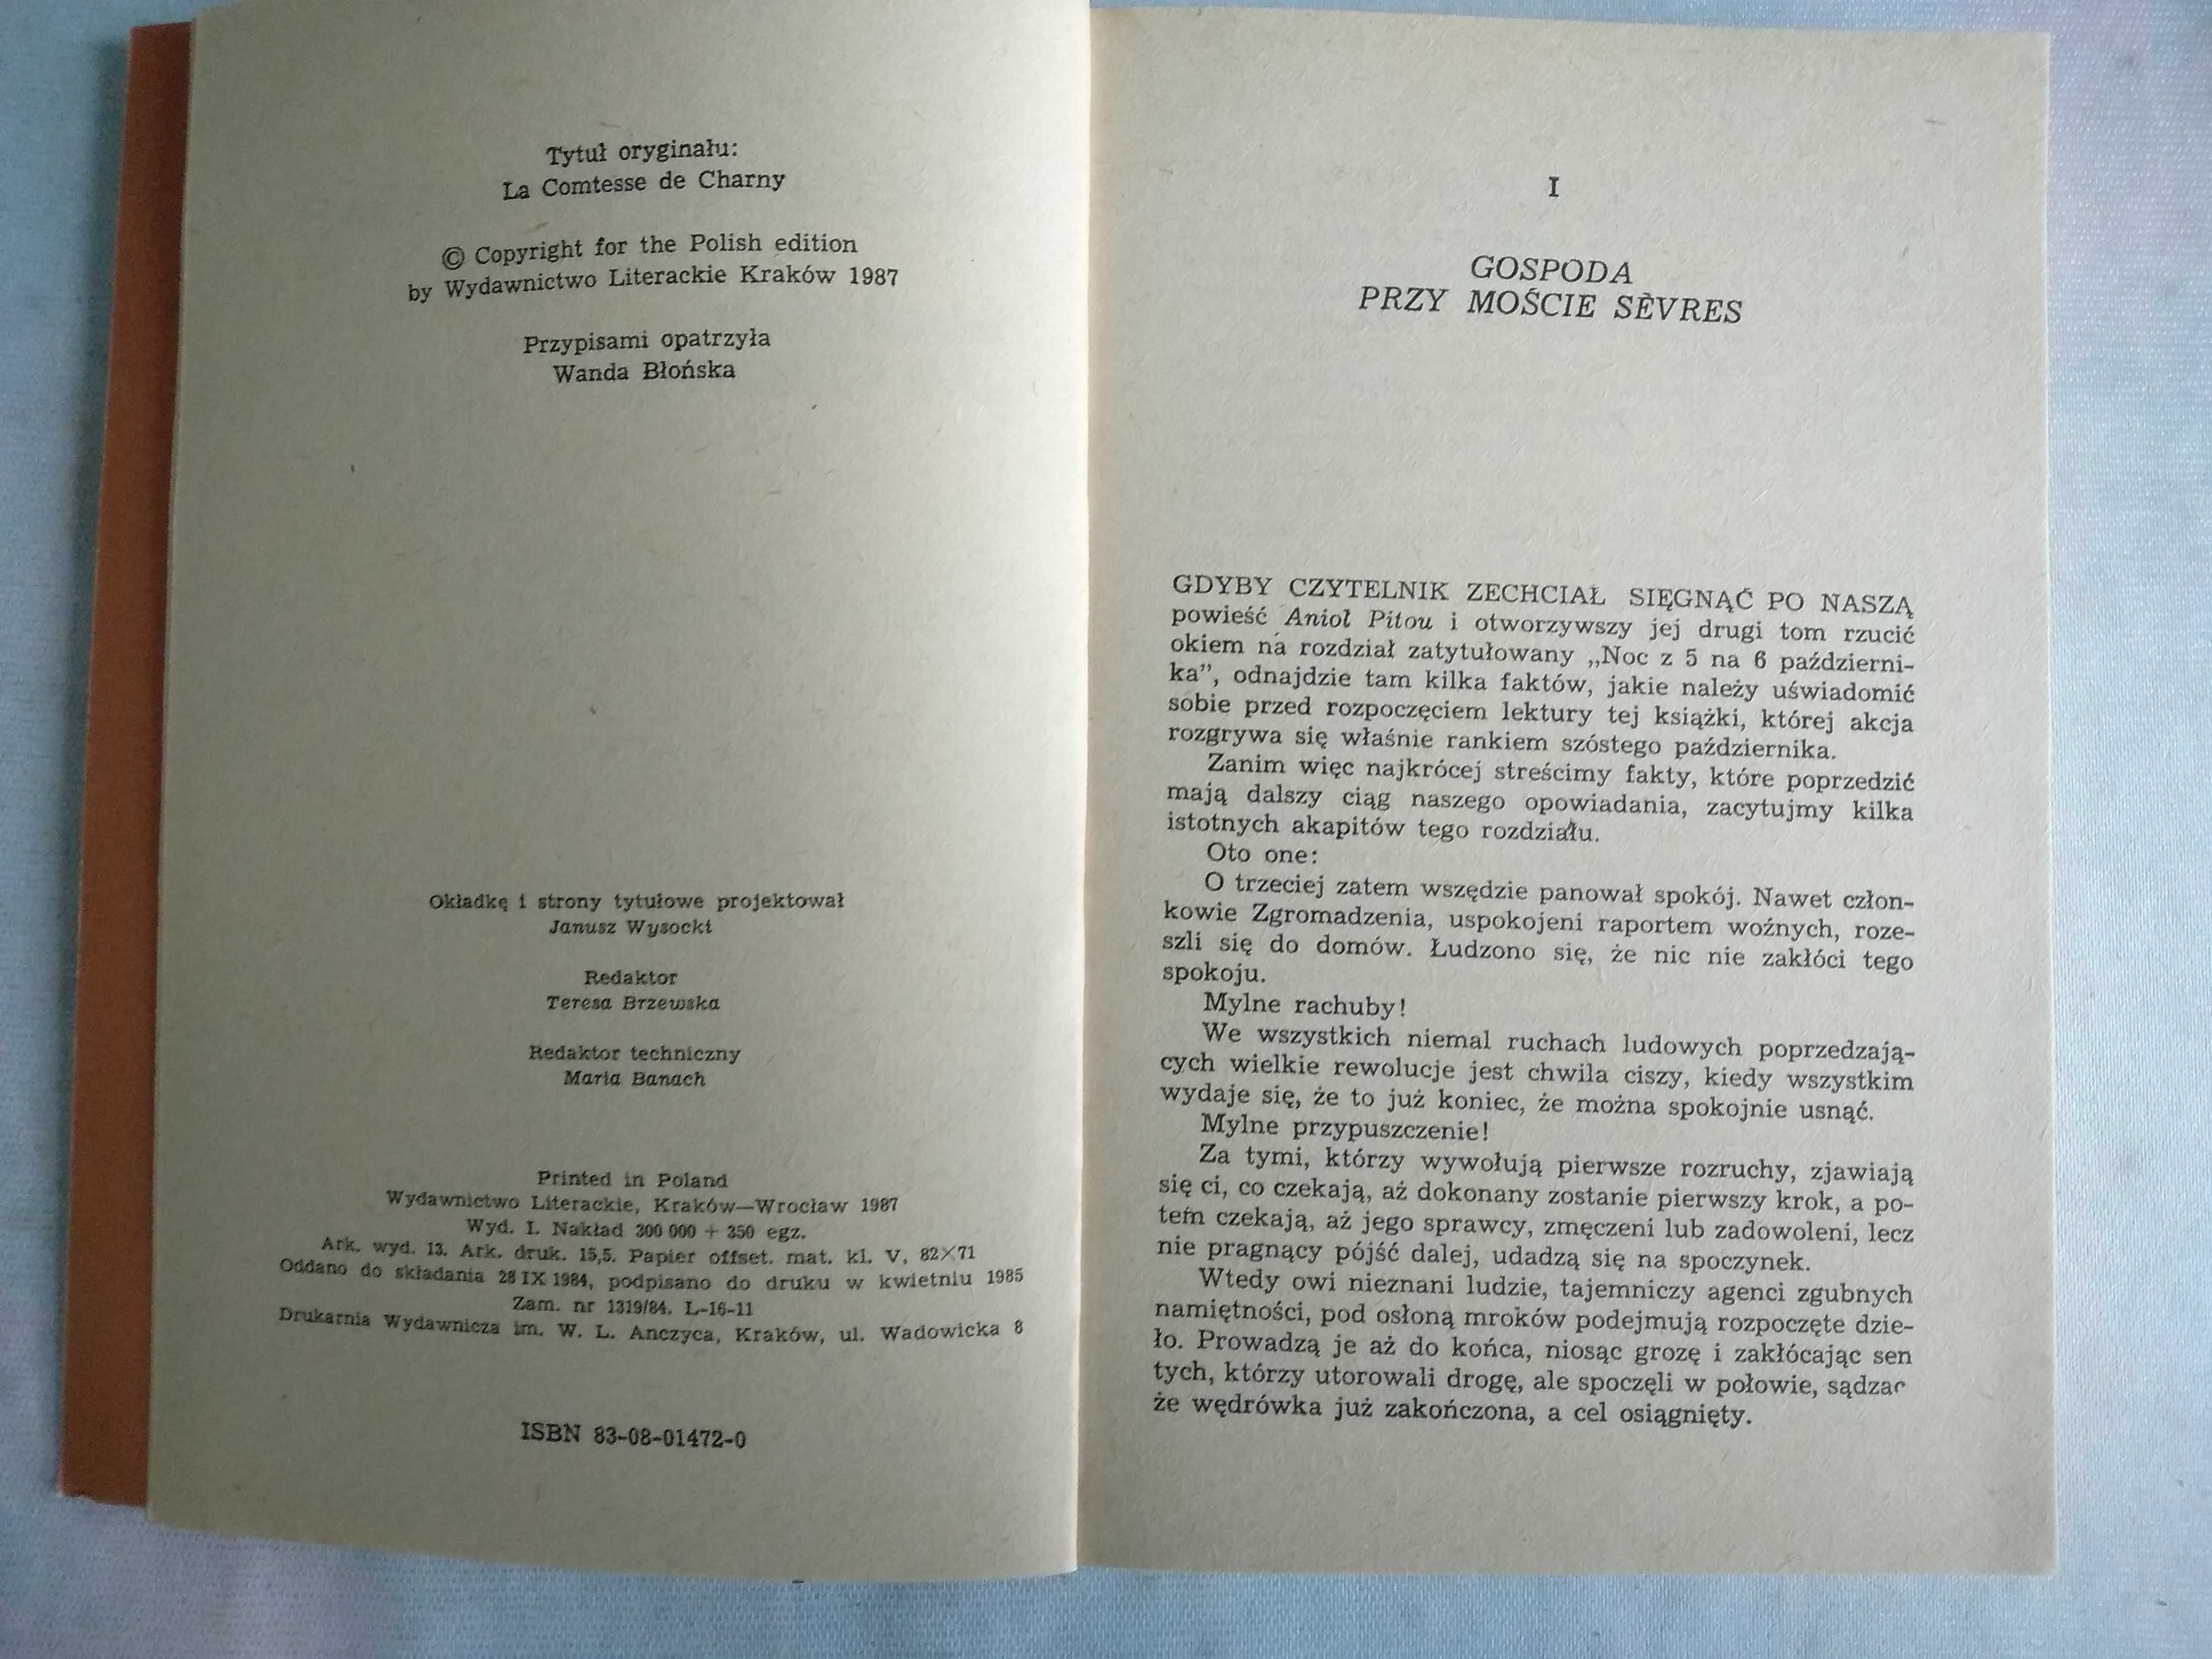 Tytuł oryginału:
La Comtesse de Charny
© Copyright for the Polish edition
by Wydawnictwo Literackie Kraków 1987
Przypisami opatrzyła
Wanda Błońska
Okładkę i strony tytułowe projektował
Janusz Wysocki
Redaktor
Teresa Brzewska
Redaktor techniczny
Maria Banach
Printed in Poland
Wydawnictwo Literackie, Kraków—Wrocław 1987
Wyd. I. Nakład 300 000 + 350 egz.
Ark. wyd. 13. Ark. druk. 15,5. Papier offset. mat. kl. V, 82×71
Oddano do składania 28 IX 1984, podpisano do druku w kwietniu 1985
Zam. nr 1319/84. L-16-11
Drukarnia Wydawnicza im. W. L. Anczyca, Kraków, ul. Wadowicka 8
ISBN 83-08-01472-0
I
GOSPODA
PRZY MOŚCIE SÈVRES
GDYBY CZYTELNIK ZECHCIAŁ SIĘGNĄĆ PO NASZĄ
powieść Anioł Pitou i otworzywszy jej drugi tom rzucić
okiem na rozdział zatytułowany „Noc z 5 na 6 październi-
ka”, odnajdzie tam kilka faktów, jakie należy uświadomić
sobie przed rozpoczęciem lektury tej książki, której akcja
rozgrywa się właśnie rankiem szóstego października.
Zanim więc najkrócej streścimy fakty, które poprzedzić
mają dalszy ciąg naszego opowiadania, zacytujmy kilka
istotnych akapitów tego rozdziału.
Oto one:
O trzeciej zatem wszędzie panował spokój. Nawet człon-
kowie Zgromadzenia, uspokojeni raportem woźnych, roze-
szli się do domów. Łudzono się, że nic nie zakłóci tego
spokoju.
Mylne rachuby!
We wszystkich niemal ruchach ludowych poprzedzają-
cych wielkie rewolucje jest chwila ciszy, kiedy wszystkim
wydaje się, że to już koniec, że można spokojnie usnąć.
Mylne przypuszczenie!
Za tymi, którzy wywołują pierwsze rozruchy, zjawiają
się ci, co czekają, aż dokonany zostanie pierwszy krok, a po-
tem czekają, aż jego sprawcy, zmęczeni lub zadowoleni, lecz
nie pragnący pójść dalej, udadzą się na spoczynek.
Wtedy owi nieznani ludzie, tajemniczy agenci zgubnych
namiętności, pod osłoną mroków podejmują rozpoczęte dzie-
ło. Prowadzą je aż do końca, niosąc grozę i zakłócając sen
tych, którzy utorowali drogę, ale spoczęli w połowie, sądząc
że wędrówka już zakończona, a cel osiągnięty.